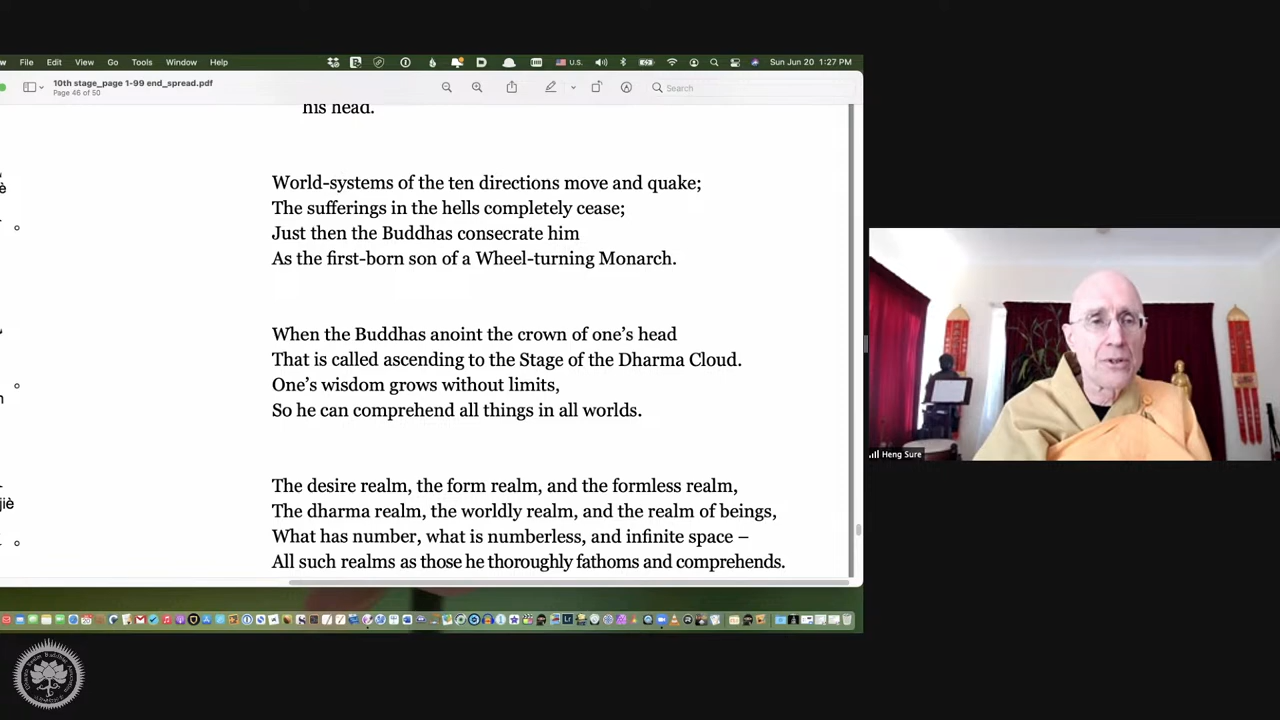 w File Edit View Go Tools Window Help
U.S.
Sun Jun 20 1:27 PM
10th stage_page 1-99 end_spread.pdf
Page 46 of 50
Search
his head.
World-systems of the ten directions move and quake;
The sufferings in the hells completely cease;
Just then the Buddhas consecrate him
As the first-born son of a Wheel-turning Monarch.
When the Buddhas anoint the crown of one's head
That is called ascending to the Stage of the Dharma Cloud.
One's wisdom grows without limits,
So he can comprehend all things in all worlds.
The desire realm, the form realm, and the formless realm,
jiè
The dharma realm, the worldly realm, and the realm of beings,
What has number, what is numberless, and infinite space –
All such realms as those he thoroughly fathoms and comprehends.
Heng Sure